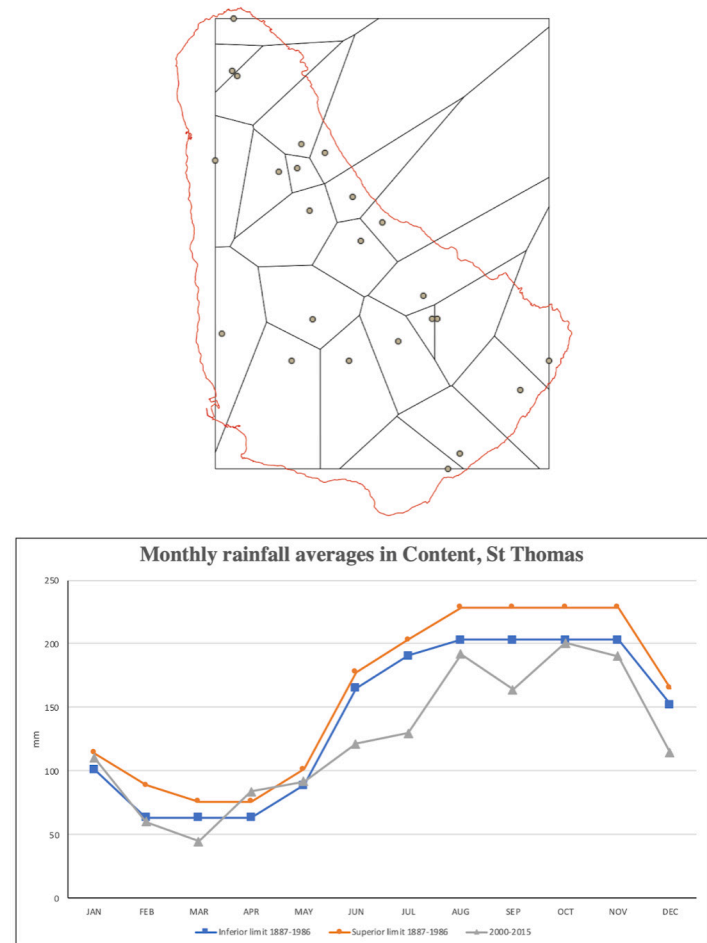 Monthly rainfall averages in Content, St Thomas
250
200
150
100
50
0
mm
JAN FEB MAR APR MAY JUN JUL AUG SEP OCT NOV DEC
Inferior limit 1887-1986 Superior limit 1887-1986 2000-2015